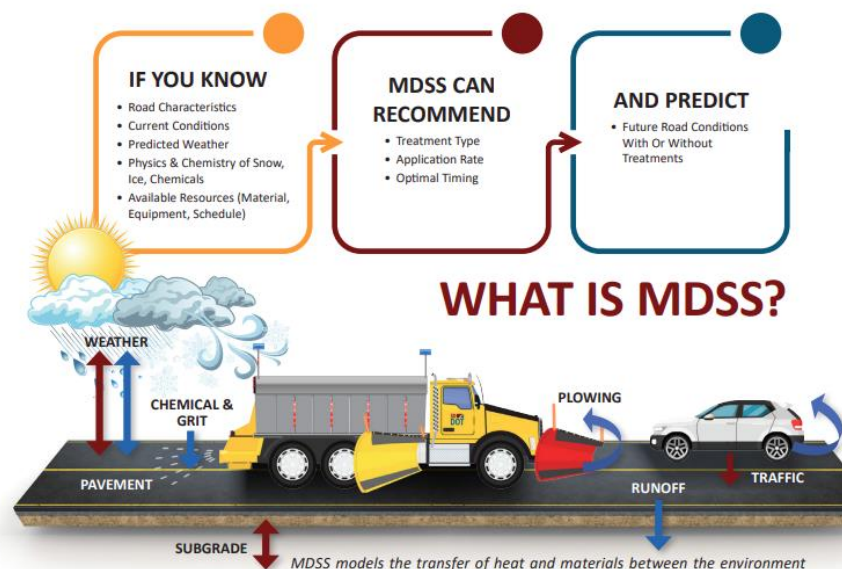 IF YOU KNOW
• Road Characteristics
• Current Conditions
• Predicted Weather
• Physics & Chemistry of Snow,
Ice, Chemicals
• Available Resources (Material,
Equipment, Schedule)
MDSS CAN
RECOMMEND
• Treatment Type
• Application Rate
• Optimal Timing
AND PREDICT
• Future Road Conditions
With Or Without
Treatments
WHAT IS MDSS?
WEATHER
CHEMICAL &
GRIT
PLOWING
DOT
PAVEMENT
RUNOFF
TRAFFIC
SUBGRADE
MDSS models the transfer of heat and materials between the environment